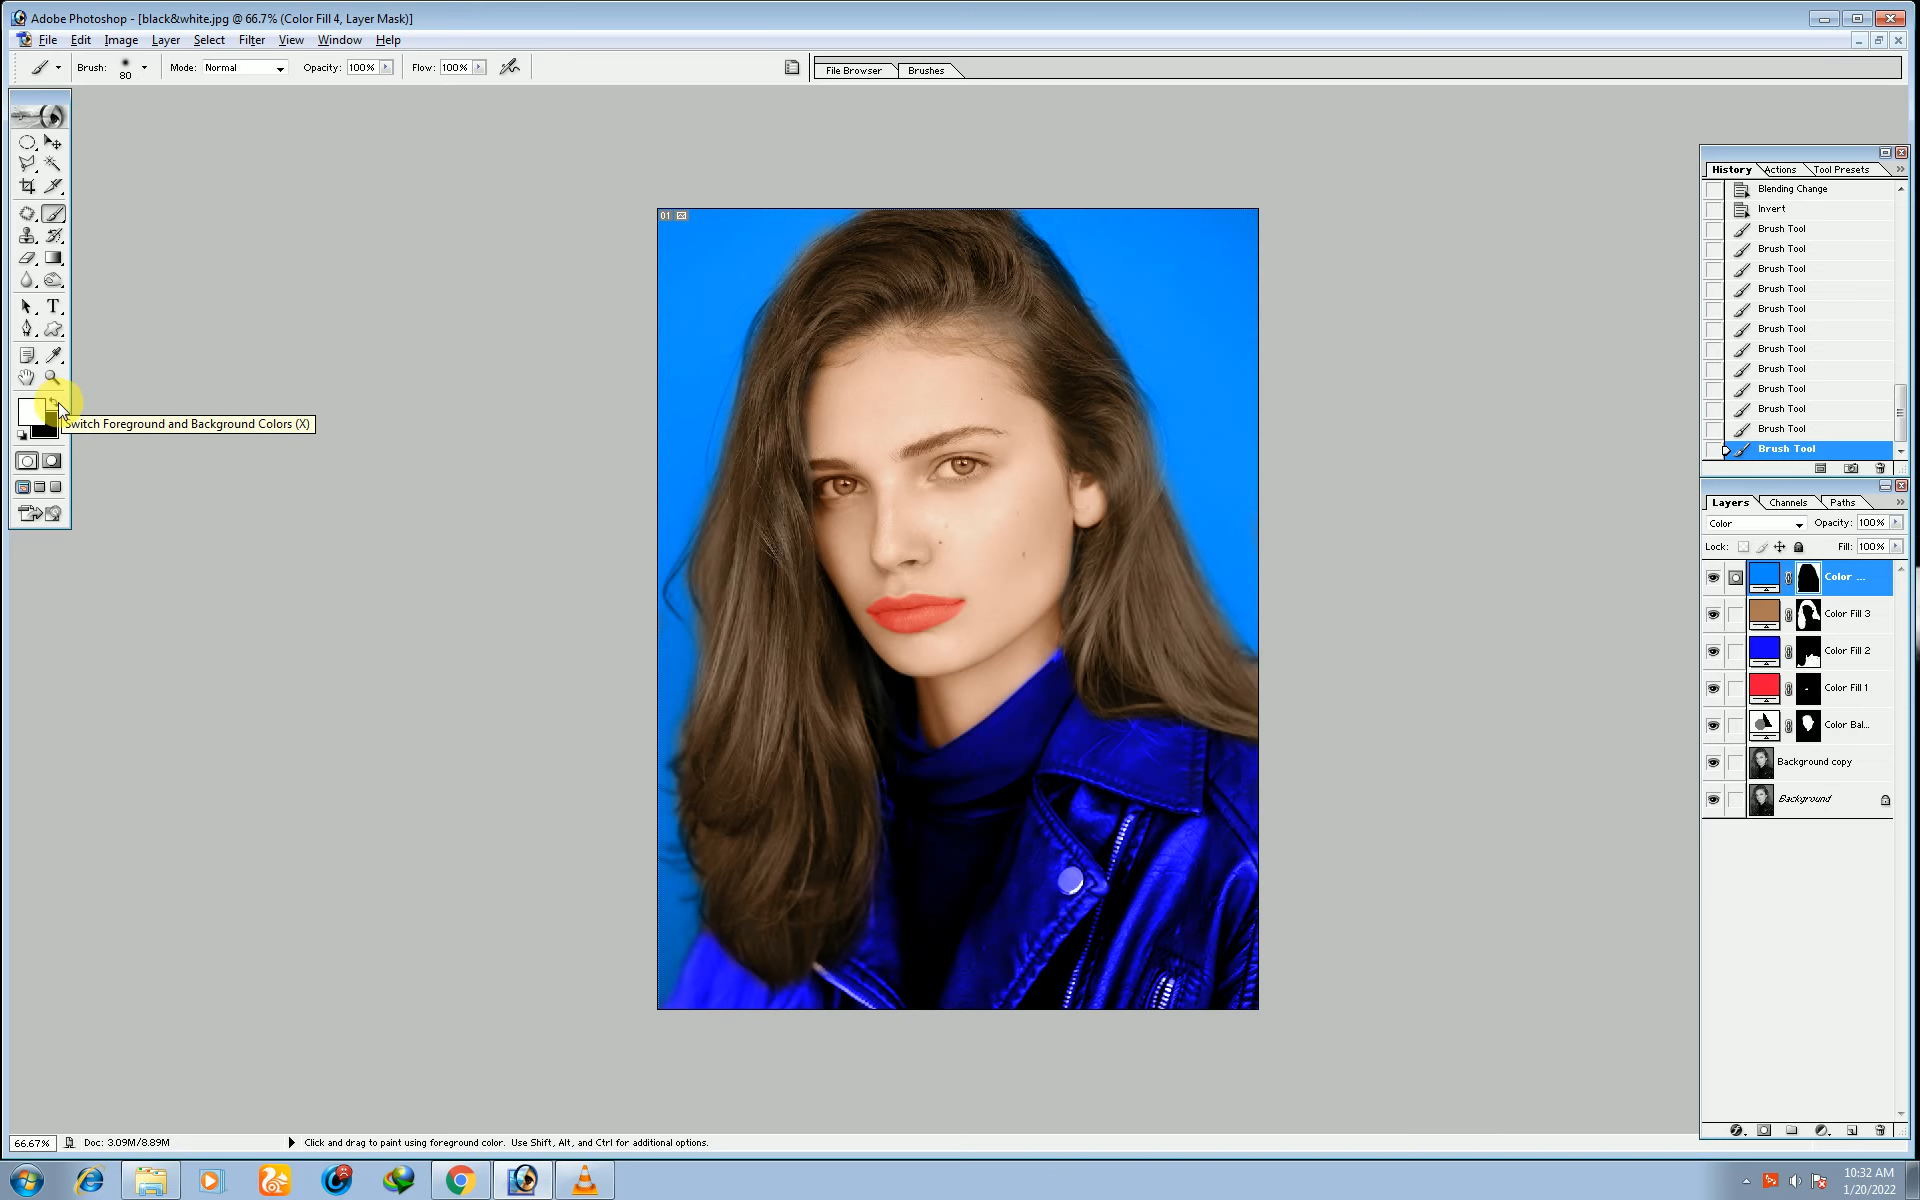 Adobe Photoshop - [black&white.jpg @ 66.7% (Color Fill 4, Layer Mask)]
File Edit Image Layer Select Filter View Window Help
Brush: 80 Mode: Normal Opacity: 100% Flow: 100% File Browser Brushes
01
Switch Foreground and Background Colors (X)
History Actions Tool Presets
Blending Change
Invert
Brush Tool
Brush Tool
Brush Tool
Brush Tool
Brush Tool
Brush Tool
Brush Tool
Brush Tool
Brush Tool
Brush Tool
Brush Tool
Brush Tool
Layers Channels Paths
Color Opacity: 100%
Lock: Fill: 100%
Color ...
Color Fill 3
Color Fill 2
Color Fill 1
Color Bal...
Background copy
Background
66.67% Doc: 3.09M/8.89M Click and drag to paint using foreground color. Use Shift, Alt, and Ctrl for additional options.
10:32 AM
1/20/2022